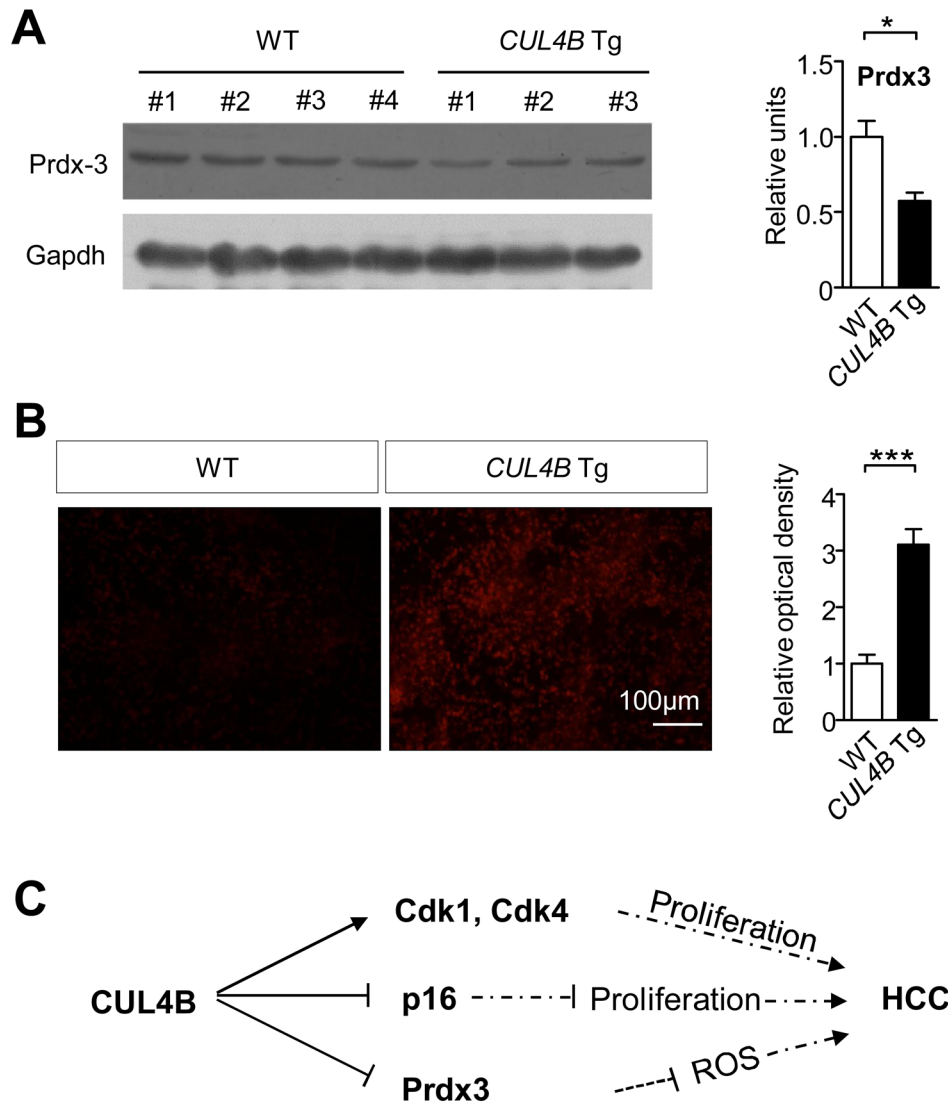 A
WT CUL4B Tg
#1 #2 #3 #4 #1 #2 #3
Prdx-3
Gapdh
*
Prdx3
Relative units
1.5
1.0
0.5
0
WT
CUL4B Tg
B
WT CUL4B Tg
100μm
***
Relative optical density
4
3
2
1
0
WT
CUL4B Tg
C
Cdk1, Cdk4 Proliferation
CUL4B p16 Proliferation HCC
Prdx3 ROS